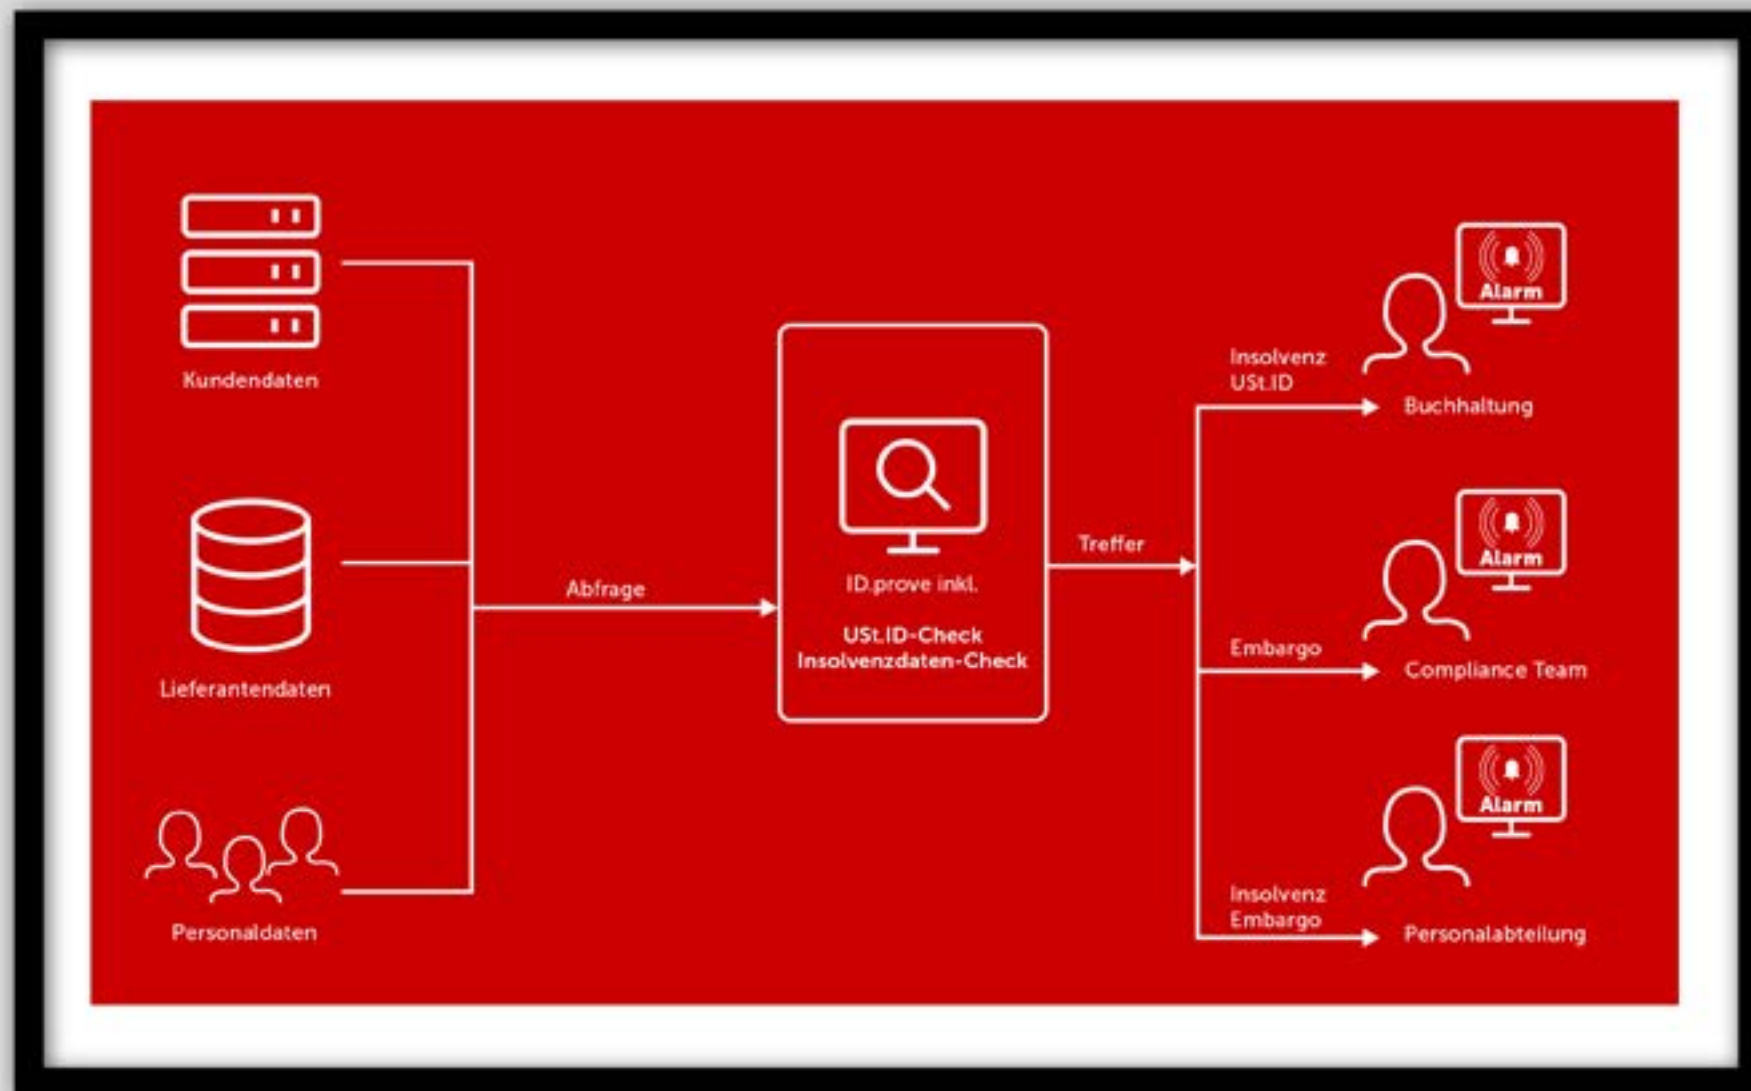 Kundendaten
Lieferantendaten
Personaldaten
Abfrage
ID.prove inkl.
USt.ID-Check
Insolvenzdaten-Check
Treffer
Insolvenz
USt.ID
Alarm
Buchhaltung
Embargo
Alarm
Compliance Team
Insolvenz
Embargo
Alarm
Personalabteilung